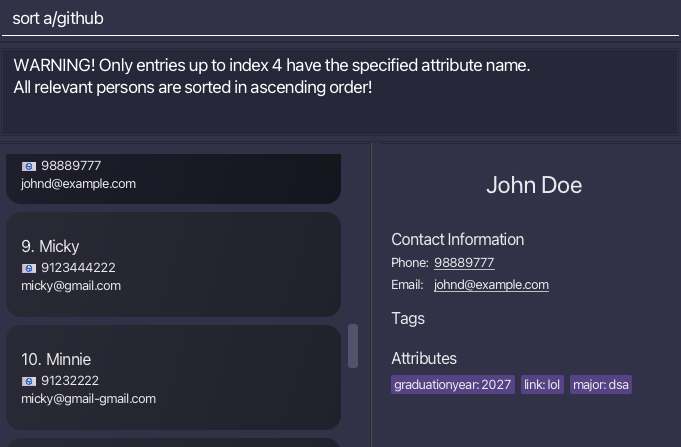 sort a/github
WARNING! Only entries up to index 4 have the specified attribute name.
All relevant persons are sorted in ascending order!
98889777
johnd@example.com
9. Micky
9123444222
micky@gmail.com
10. Minnie
91232222
micky@gmail-gmail.com
John Doe
Contact Information
Phone: 98889777
Email: johnd@example.com
Tags
Attributes
graduationyear: 2027 link: lol major: dsa